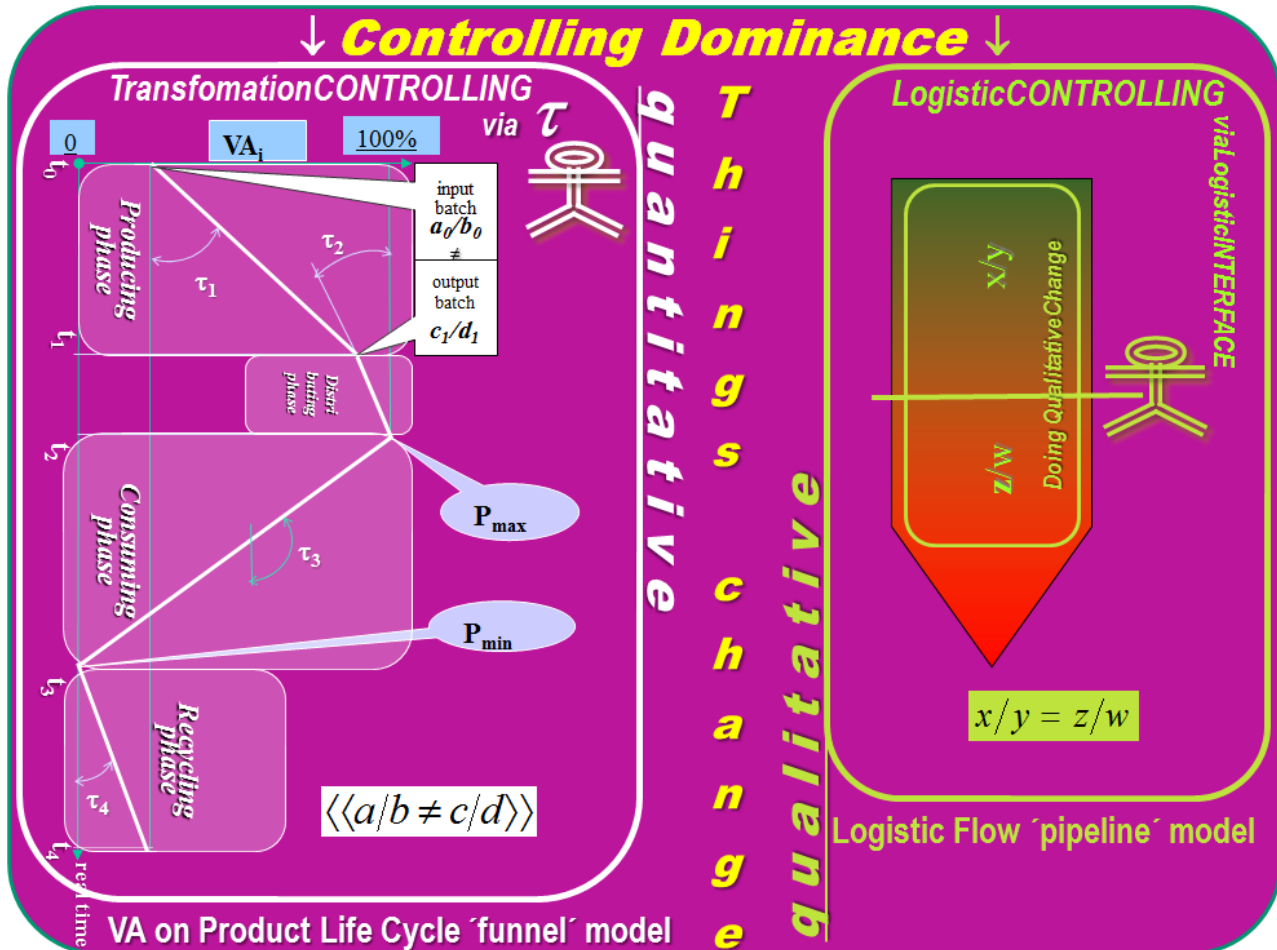 ↓ Controlling Dominance ↓
TransfomationCONTROLLING
via τ
0
VAi
100%
t0
Producing
phase
τ1
τ2
input
batch
a0/b0
≠
output
batch
c1/d1
t1
Distri
buting
phase
t2
Consuming
phase
Pmax
τ3
Pmin
t3
Recycling
phase
τ4
⟨⟨a/b ≠ c/d⟩⟩
t4
real time
VA on Product Life Cycle ´funnel´ model
quantitative
Things change
qualitative
LogisticCONTROLLING
viaLogisticINTERFACE
x/y
Doing QualitativeChange
z/w
x/y = z/w
Logistic Flow ´pipeline´ model